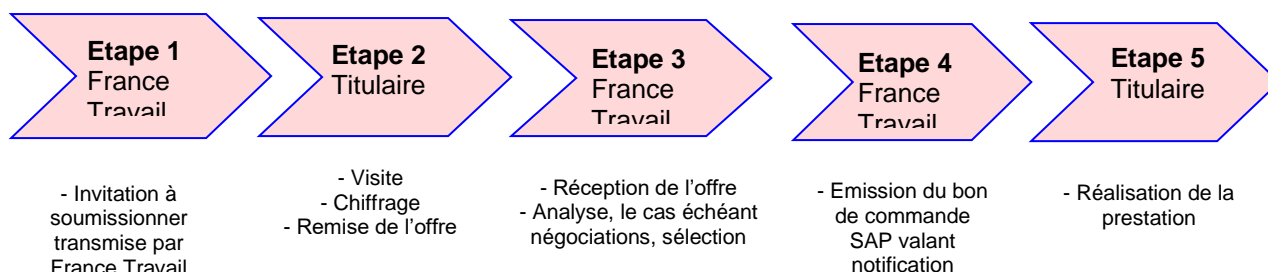 Etape 1
France
Travail
Etape 2
Titulaire
Etape 3
France
Travail
Etape 4
France
Travail
Etape 5
Titulaire
- Invitation à
soumissionner
transmise par
France Travail
- Visite
- Chiffrage
- Remise de l’offre
- Réception de l’offre
- Analyse, le cas échéant
négociations, sélection
- Emission du bon
de commande
SAP valant
notification
- Réalisation de la
prestation